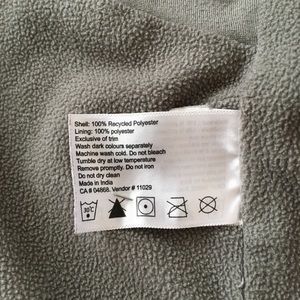 Shell: 100% Recycled Polyester
Lining: 100% polyester
Exclusive of trim
Wash dark colours separately
Machine wash cold. Do not bleach
Tumble dry at low temperature
Remove promptly. Do not iron
Do not dry clean
Made in India
CA # 04868. Vendor # 11029
30°C